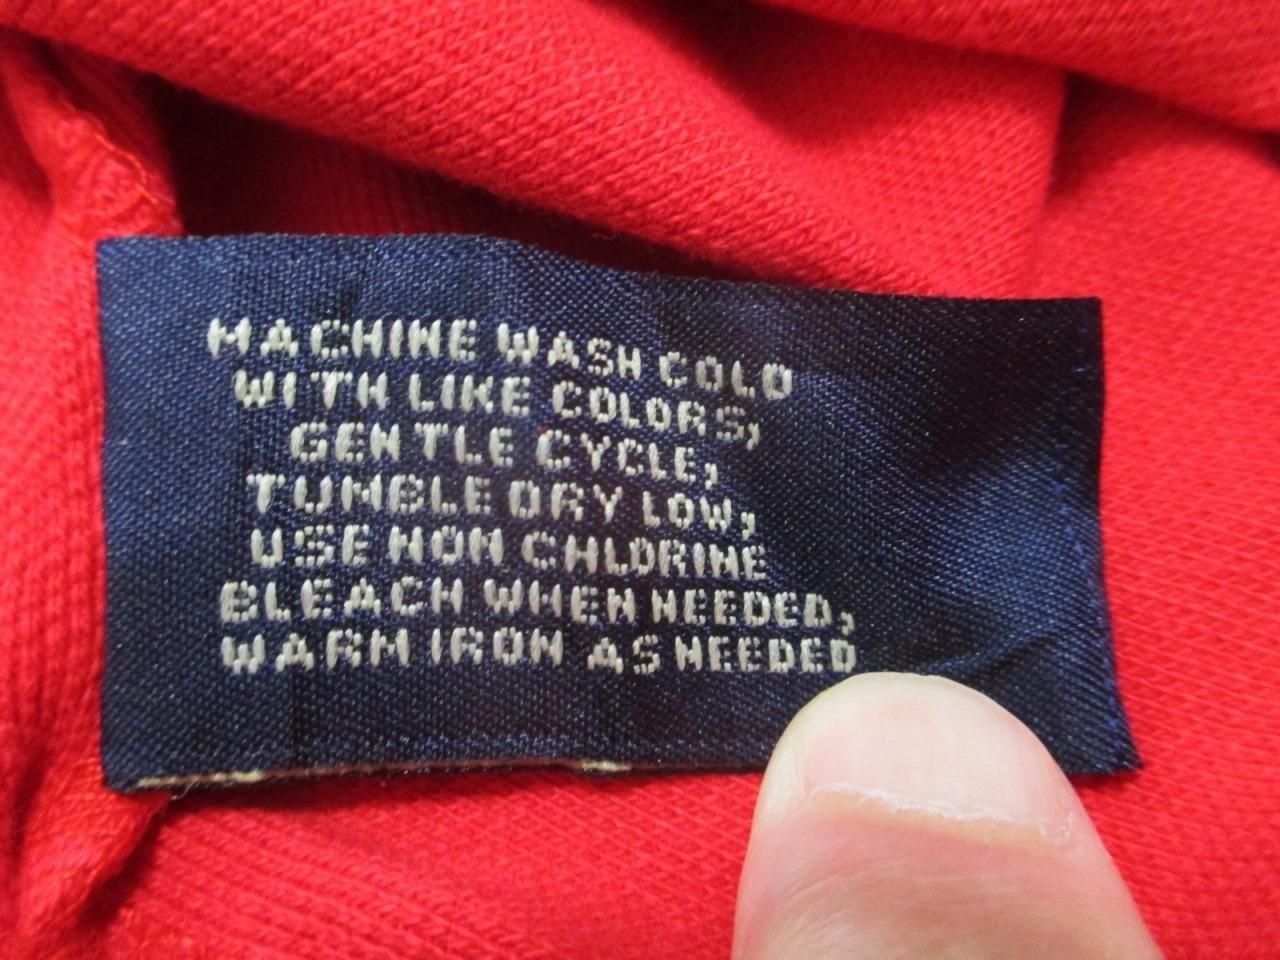 MACHINE WASH COLD
WITH LIKE COLORS,
GENTLE CYCLE,
TUMBLE DRY LOW,
USE NON CHLORINE
BLEACH WHEN NEEDED,
WARM IRON AS NEEDED